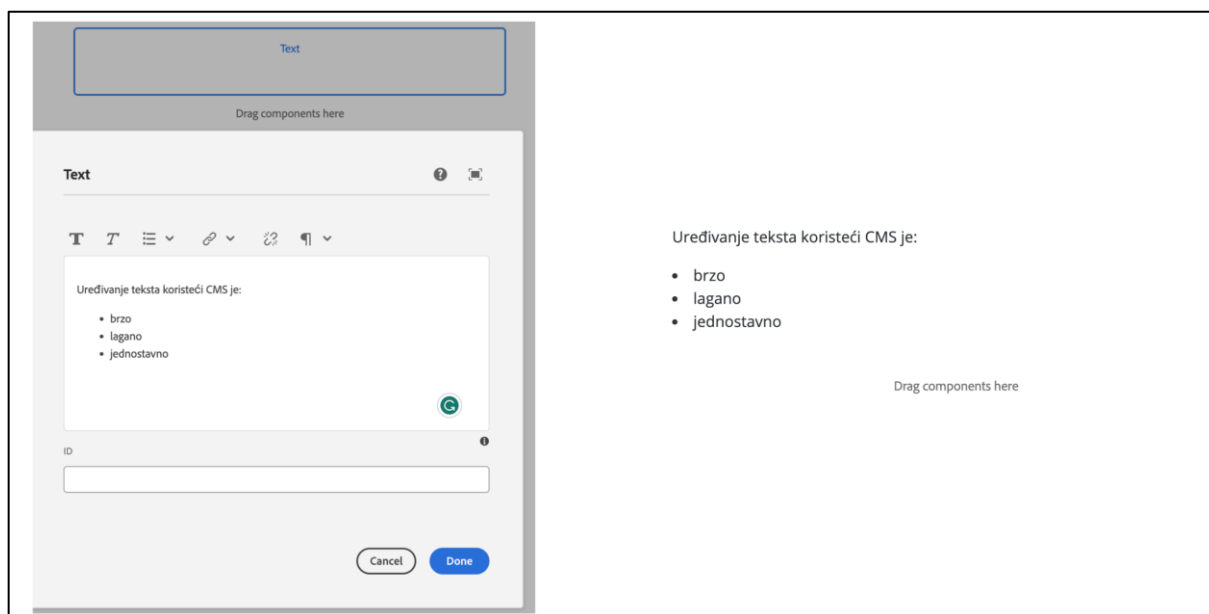 Text
Drag components here
Text
Uređivanje teksta koristeći CMS je:
• brzo
• lagano
• jednostavno
ID
Cancel
Done
Uređivanje teksta koristeći CMS je:
• brzo
• lagano
• jednostavno
Drag components here